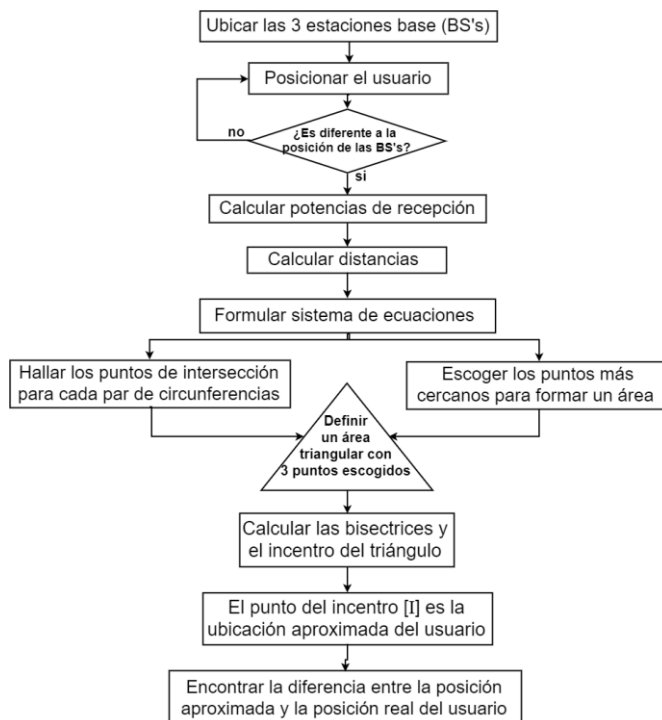 Ubicar las 3 estaciones base (BS's)
Posicionar el usuario
¿Es diferente a la
posición de las BS's?
no
si
Calcular potencias de recepción
Calcular distancias
Formular sistema de ecuaciones
Hallar los puntos de intersección
para cada par de circunferencias
Escoger los puntos más
cercanos para formar un área
Definir
un área
triangular con
3 puntos escogidos
Calcular las bisectrices y
el incentro del triángulo
El punto del incentro [I] es la
ubicación aproximada del usuario
Encontrar la diferencia entre la posición
aproximada y la posición real del usuario